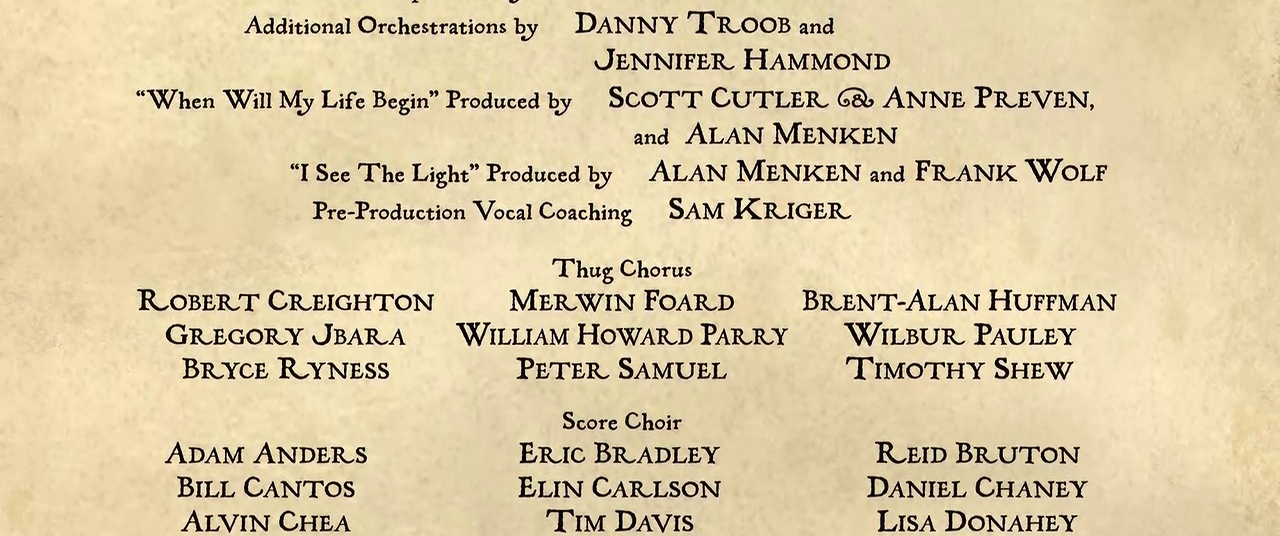 Additional Orchestrations by DANNY TROOB and
JENNIFER HAMMOND
“When Will My Life Begin” Produced by SCOTT CUTLER & ANNE PREVEN,
and ALAN MENKEN
“I See The Light” Produced by ALAN MENKEN and FRANK WOLF
Pre-Production Vocal Coaching SAM KRIGER
Thug Chorus
ROBERT CREIGHTON MERWIN FOARD BRENT-ALAN HUFFMAN
GREGORY JBARA WILLIAM HOWARD PARRY WILBUR PAULEY
BRYCE RYNESS PETER SAMUEL TIMOTHY SHEW
Score Choir
ADAM ANDERS ERIC BRADLEY REID BRUTON
BILL CANTOS ELIN CARLSON DANIEL CHANEY
ALVIN CHEA TIM DAVIS LISA DONAHEY